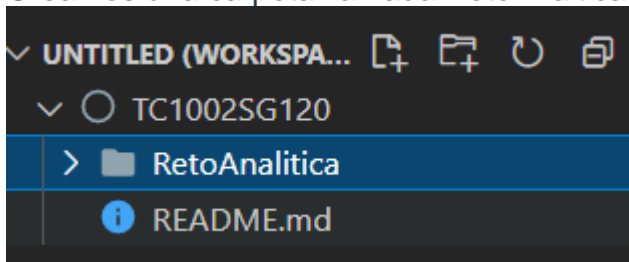 UNTITLED (WORKSPA...
TC1002SG120
RetoAnalitica
README.md